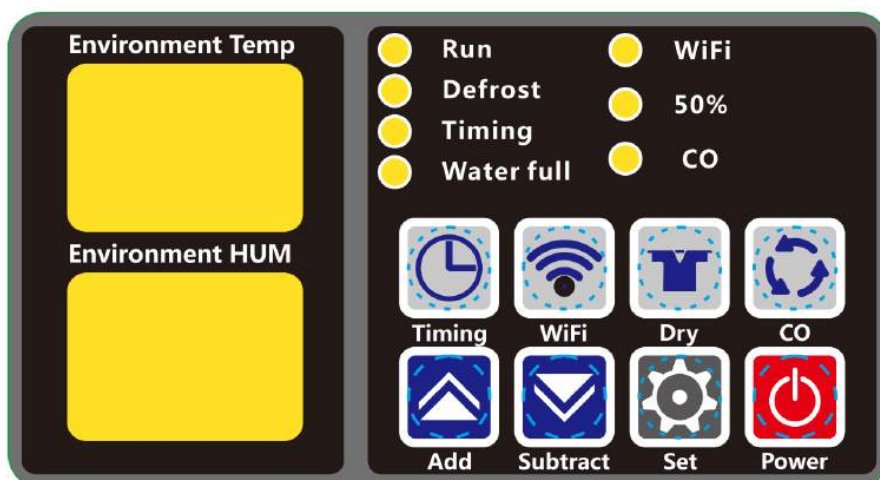 Environment Temp
Environment HUM
Run
Defrost
Timing
Water full
WiFi
50%
CO
Timing WiFi Dry CO
Add Subtract Set Power